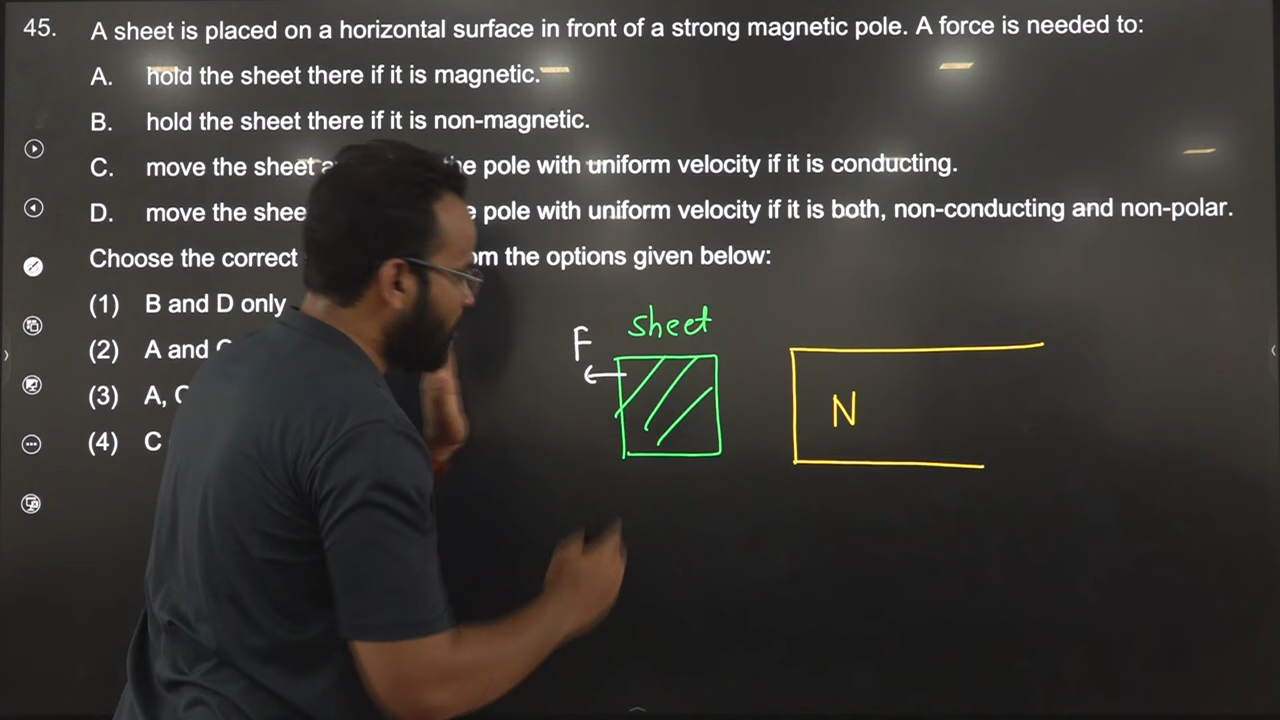 45. A sheet is placed on a horizontal surface in front of a strong magnetic pole. A force is needed to:
A. hold the sheet there if it is magnetic.
B. hold the sheet there if it is non-magnetic.
C. move the sheet pole with uniform velocity if it is conducting.
D. move the pole with uniform velocity if it is both, non-conducting and non-polar.
Choose the correct the options given below:
(1) B and D only
(2) A and
(3) A,
(4) C
sheet
F
N